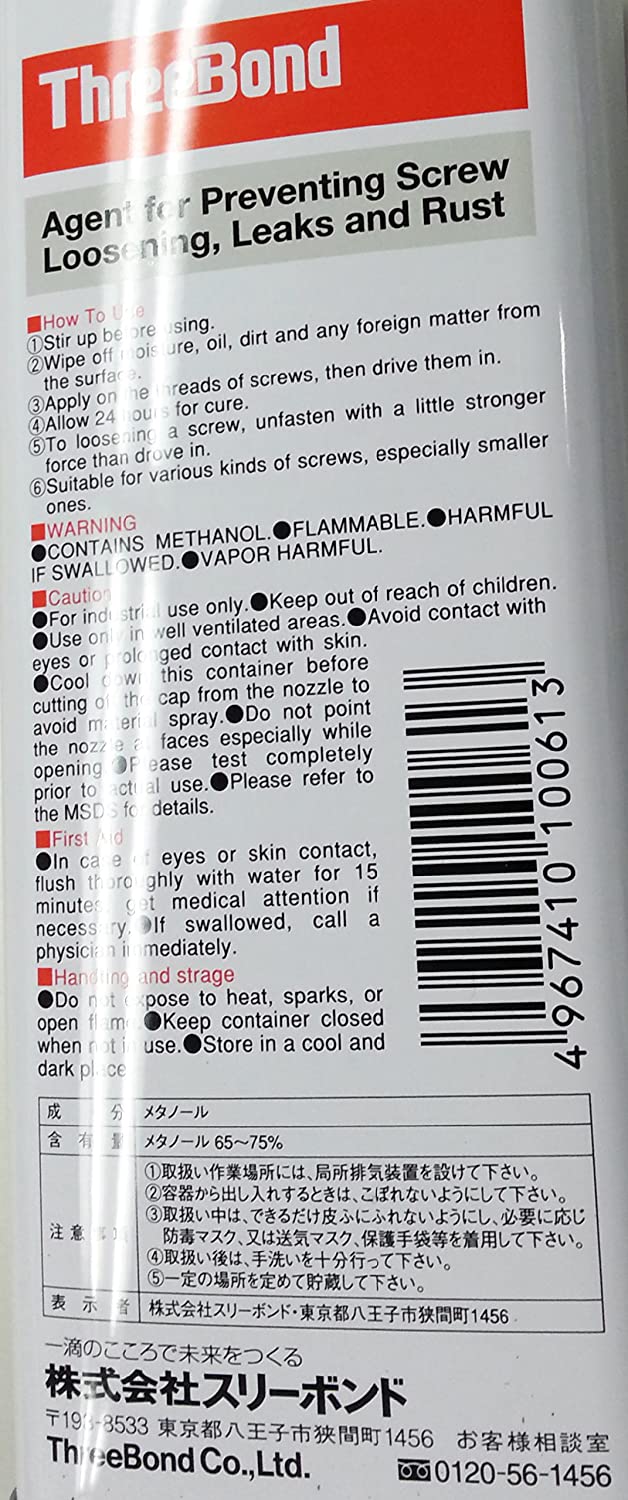 ThreeBond
Agent for Preventing Screw
Loosening, Leaks and Rust
■How To Use
①Stir up before using.
②Wipe off moisture, oil, dirt and any foreign matter from
the surface.
③Apply on the threads of screws, then drive them in.
④Allow 24 hours for cure.
⑤To loosening a screw, unfasten with a little stronger
force than drove in.
⑥Suitable for various kinds of screws, especially smaller
ones.
■WARNING
●CONTAINS METHANOL.●FLAMMABLE.●HARMFUL
IF SWALLOWED.●VAPOR HARMFUL.
■Caution
●For industrial use only.●Keep out of reach of children.
●Use only in well ventilated areas.●Avoid contact with
eyes or prolonged contact with skin.
●Cool down this container before
cutting of the cap from the nozzle to
avoid material spray.●Do not point
the nozzle at faces especially while
opening.●Please test completely
prior to actual use.●Please refer to
the MSDS for details.
■First Aid
●In case of eyes or skin contact,
flush thoroughly with water for 15
minutes, get medical attention if
necessary.●If swallowed, call a
physician immediately.
■Handling and strage
●Do not expose to heat, sparks, or
open flame.●Keep container closed
when not in use.●Store in a cool and
dark place.
4967410100613
成分 メタノール
含有量 メタノール 65～75%
注意事項 ①取扱い作業場所には、局所排気装置を設けて下さい。
②容器から出し入れするときは、こぼれないようにして下さい。
③取扱い中は、できるだけ皮ふにふれないようにし、必要に応じ
防毒マスク、又は送気マスク、保護手袋等を着用して下さい。
④取扱い後は、手洗いを十分行って下さい。
⑤一定の場所を定めて貯蔵して下さい。
表示者 株式会社スリーボンド・東京都八王子市狭間町1456
一滴のこころで未来をつくる
株式会社スリーボンド
〒193-8533 東京都八王子市狭間町1456 お客様相談室
ThreeBond Co.,Ltd. 0120-56-1456